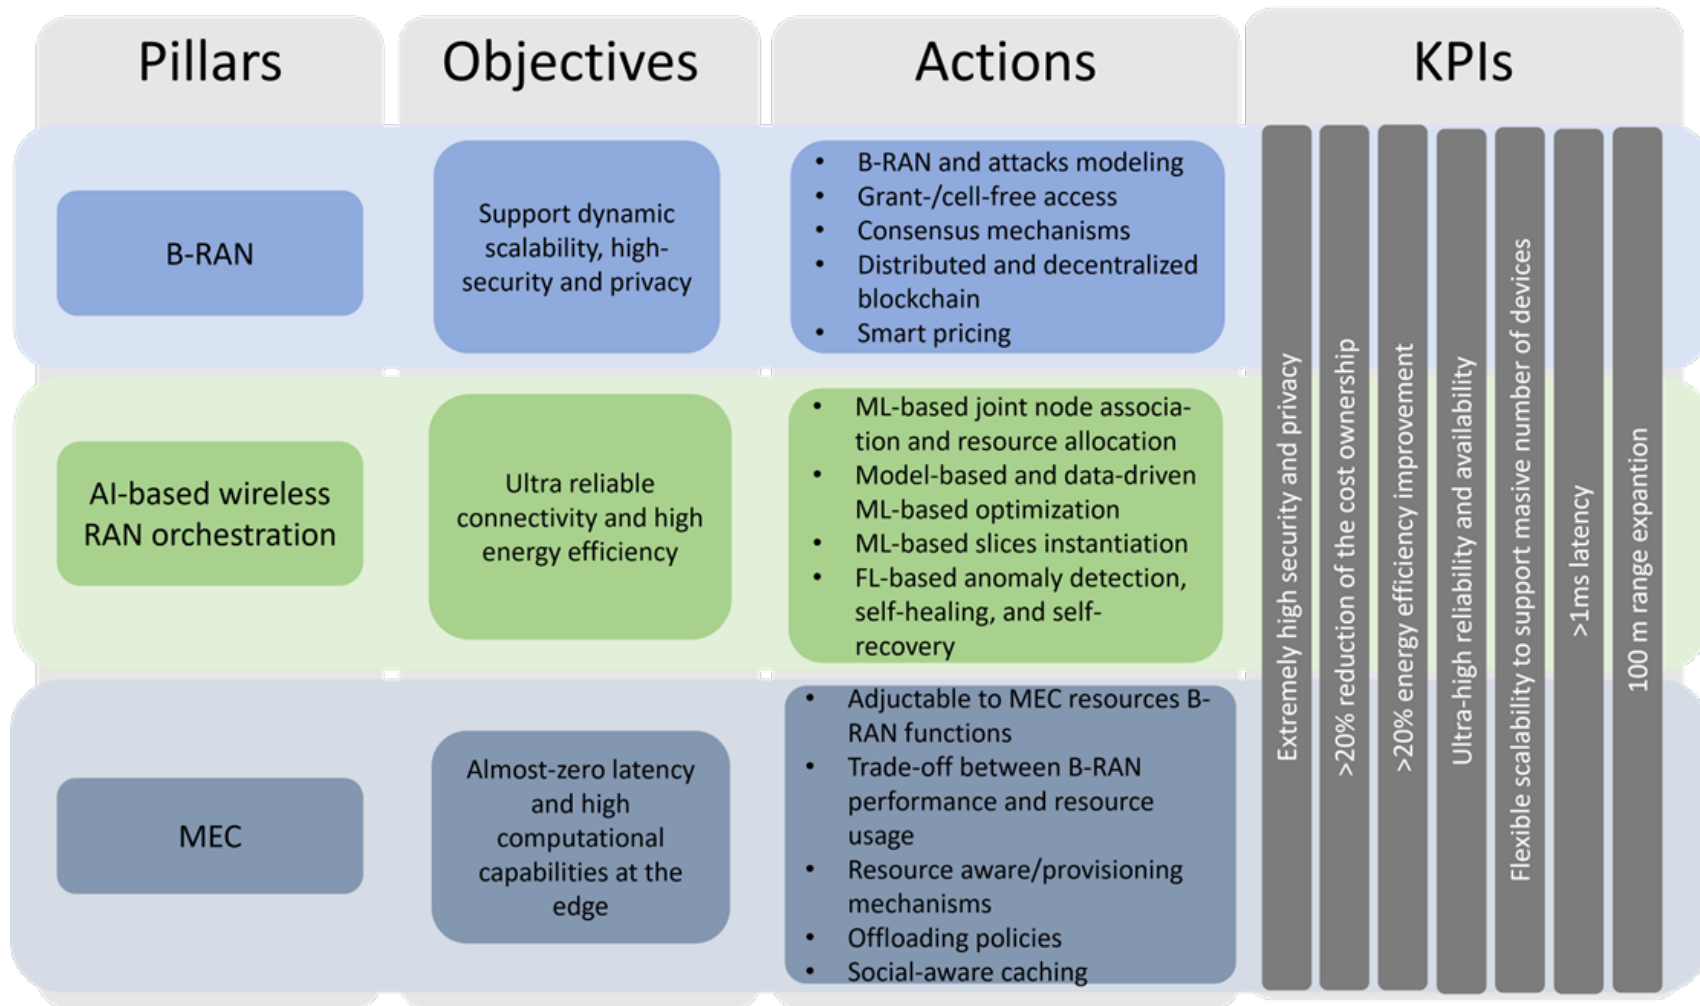 Pillars
Objectives
Actions
KPIs
B-RAN
Support dynamic
scalability, high-
security and privacy
• B-RAN and attacks modeling
• Grant-/cell-free access
• Consensus mechanisms
• Distributed and decentralized
blockchain
• Smart pricing
AI-based wireless
RAN orchestration
Ultra reliable
connectivity and high
energy efficiency
• ML-based joint node associa-
tion and resource allocation
• Model-based and data-driven
ML-based optimization
• ML-based slices instantiation
• FL-based anomaly detection,
self-healing, and self-
recovery
MEC
Almost-zero latency
and high
computational
capabilities at the
edge
• Adjuctable to MEC resources B-
RAN functions
• Trade-off between B-RAN
performance and resource
usage
• Resource aware/provisioning
mechanisms
• Offloading policies
• Social-aware caching
Extremely high security and privacy
>20% reduction of the cost ownership
>20% energy efficiency improvement
Ultra-high reliability and availability
Flexible scalability to support masive number of devices
>1ms latency
100 m range expantion